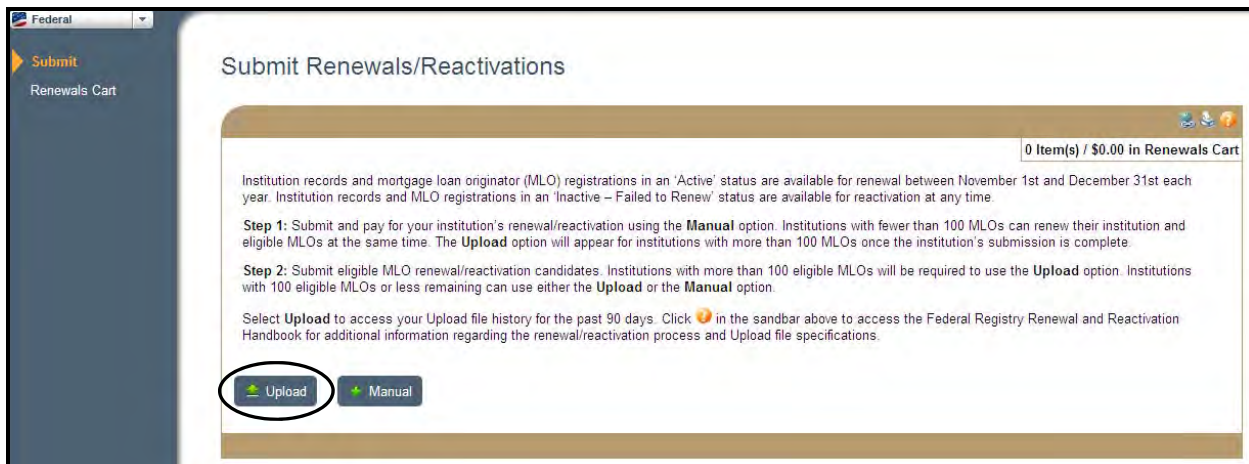 Federal
Submit
Renewals Cart
Submit Renewals/Reactivations
0 Item(s) / $0.00 in Renewals Cart
Institution records and mortgage loan originator (MLO) registrations in an 'Active' status are available for renewal between November 1st and December 31st each
year. Institution records and MLO registrations in an 'Inactive – Failed to Renew' status are available for reactivation at any time.
Step 1: Submit and pay for your institution's renewal/reactivation using the Manual option. Institutions with fewer than 100 MLOs can renew their institution and
eligible MLOs at the same time. The Upload option will appear for institutions with more than 100 MLOs once the institution's submission is complete.
Step 2: Submit eligible MLO renewal/reactivation candidates. Institutions with more than 100 eligible MLOs will be required to use the Upload option. Institutions
with 100 eligible MLOs or less remaining can use either the Upload or the Manual option.
Select Upload to access your Upload file history for the past 90 days. Click ? in the sandbar above to access the Federal Registry Renewal and Reactivation
Handbook for additional information regarding the renewal/reactivation process and Upload file specifications.
Upload
Manual